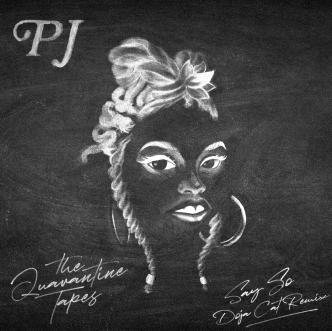 PJ
the
Quarantine
Tapes
Say So
Doja Cat Remix